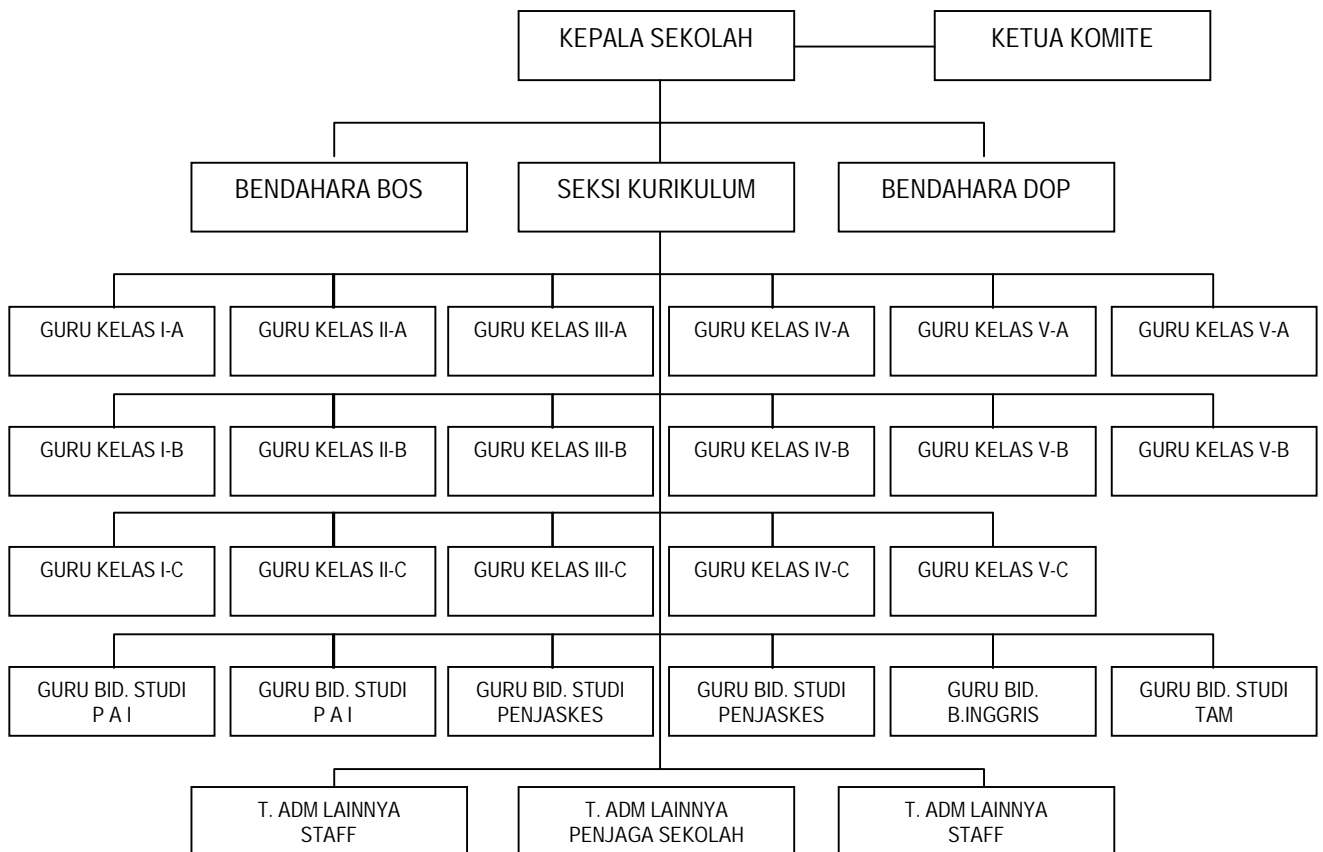 KEPALA SEKOLAH
KETUA KOMITE
BENDAHARA BOS
SEKSI KURIKULUM
BENDAHARA DOP
GURU KELAS I-A
GURU KELAS II-A
GURU KELAS III-A
GURU KELAS IV-A
GURU KELAS V-A
GURU KELAS V-A
GURU KELAS I-B
GURU KELAS II-B
GURU KELAS III-B
GURU KELAS IV-B
GURU KELAS V-B
GURU KELAS V-B
GURU KELAS I-C
GURU KELAS II-C
GURU KELAS III-C
GURU KELAS IV-C
GURU KELAS V-C
GURU BID. STUDI
P A I
GURU BID. STUDI
P A I
GURU BID. STUDI
PENJASKES
GURU BID. STUDI
PENJASKES
GURU BID.
B.INGGRIS
GURU BID. STUDI
TAM
T. ADM LAINNYA
STAFF
T. ADM LAINNYA
PENJAGA SEKOLAH
T. ADM LAINNYA
STAFF